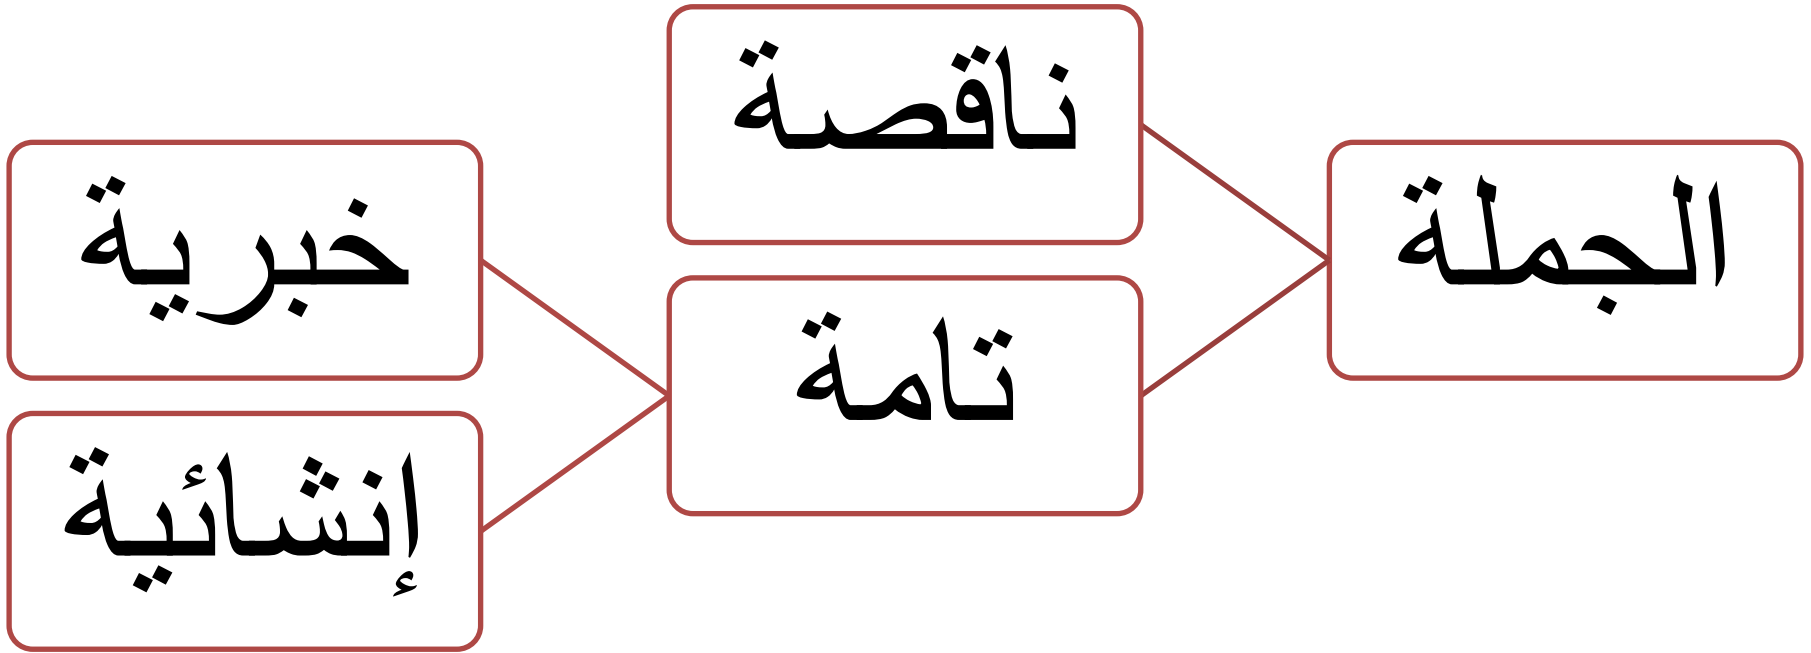 الجملة
ناقصة
تامة
خبرية
إنشائية